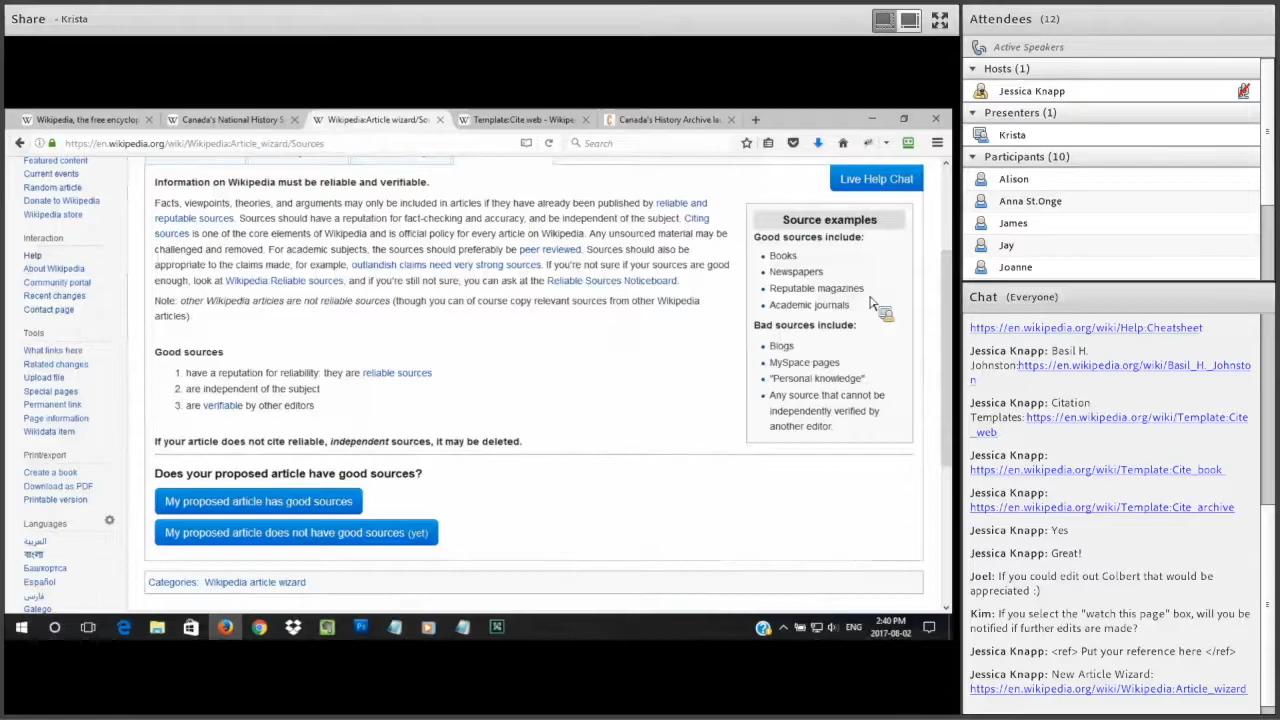 Share - Krista
Wikipedia, the free encyclop
Canada's National History S
Wikipedia:Article wizard/So
Template:Cite web - Wikipe
Canada's History Archive la
https://en.wikipedia.org/wiki/Wikipedia:Article_wizard/Sources
Search
Featured content
Current events
Random article
Donate to Wikipedia
Wikipedia store
Interaction
Help
About Wikipedia
Community portal
Recent changes
Contact page
Tools
What links here
Related changes
Upload file
Special pages
Permanent link
Page information
Wikidata item
Print/export
Create a book
Download as PDF
Printable version
Languages
العربية
বাংলা
Башҡортса
Español
فارسی
Galego
Information on Wikipedia must be reliable and verifiable.
Live Help Chat
Facts, viewpoints, theories, and arguments may only be included in articles if they have already been published by reliable and
reputable sources. Sources should have a reputation for fact-checking and accuracy, and be independent of the subject. Citing
sources is one of the core elements of Wikipedia and is official policy for every article on Wikipedia. Any unsourced material may be
challenged and removed. For academic subjects, the sources should preferably be peer reviewed. Sources should also be
appropriate to the claims made, for example, outlandish claims need very strong sources. If you're not sure if your sources are good
enough, look at Wikipedia Reliable sources, and if you're still not sure, you can ask at the Reliable Sources Noticeboard.
Note: other Wikipedia articles are not reliable sources (though you can of course copy relevant sources from other Wikipedia
articles).
Good sources
1. have a reputation for reliability: they are reliable sources
2. are independent of the subject
3. are verifiable by other editors
If your article does not cite reliable, independent sources, it may be deleted.
Does your proposed article have good sources?
My proposed article has good sources
My proposed article does not have good sources (yet)
Categories: Wikipedia article wizard
Source examples
Good sources include:
• Books
• Newspapers
• Reputable magazines
• Academic journals
Bad sources include:
• Blogs
• MySpace pages
• "Personal knowledge"
• Any source that cannot be
independently verified by
another editor.
ENG
2:40 PM
2017-08-02
Attendees (12)
Active Speakers
Hosts (1)
Jessica Knapp
Presenters (1)
Krista
Participants (10)
Alison
Anna St.Onge
James
Jay
Joanne
Chat (Everyone)
https://en.wikipedia.org/wiki/Help:Cheatsheet
Jessica Knapp: Basil H.
Johnston:https://en.wikipedia.org/wiki/Basil_H._Johnsto
n
Jessica Knapp: Citation
Templates: https://en.wikipedia.org/wiki/Template:Cite
_web
Jessica Knapp:
https://en.wikipedia.org/wiki/Template:Cite_book
Jessica Knapp:
https://en.wikipedia.org/wiki/Template:Cite_archive
Jessica Knapp: Yes
Jessica Knapp: Great!
Joel: If you could edit out Colbert that would be
appreciated :)
Kim: If you select the "watch this page" box, will you be
notified if further edits are made?
Jessica Knapp: <ref> Put your reference here </ref>
Jessica Knapp: New Article Wizard:
https://en.wikipedia.org/wiki/Wikipedia:Article_wizard